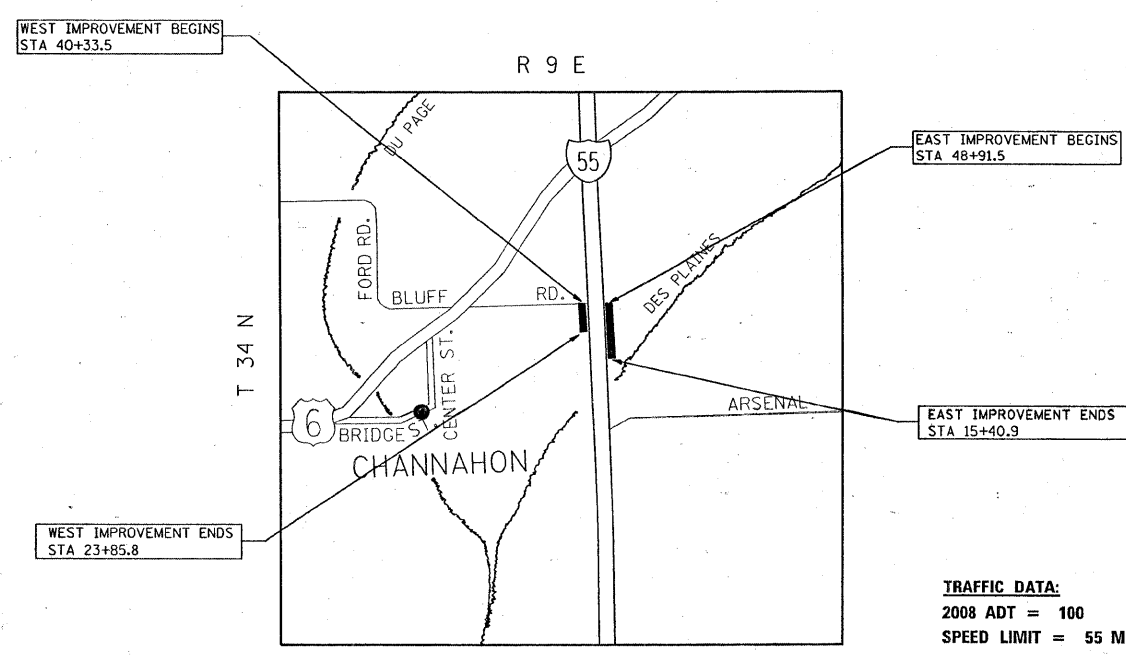 WEST IMPROVEMENT BEGINS
STA 40+33.5
R 9 E
DU PAGE
55
EAST IMPROVEMENT BEGINS
STA 48+91.5
FORD RD.
DES PLAINES
BLUFF RD.
T 34 N
CENTER ST.
ARSENAL
6
BRIDGE ST.
EAST IMPROVEMENT ENDS
STA 15+40.9
CHANNAHON
WEST IMPROVEMENT ENDS
STA 23+85.8
TRAFFIC DATA:
2008 ADT = 100
SPEED LIMIT = 55 M